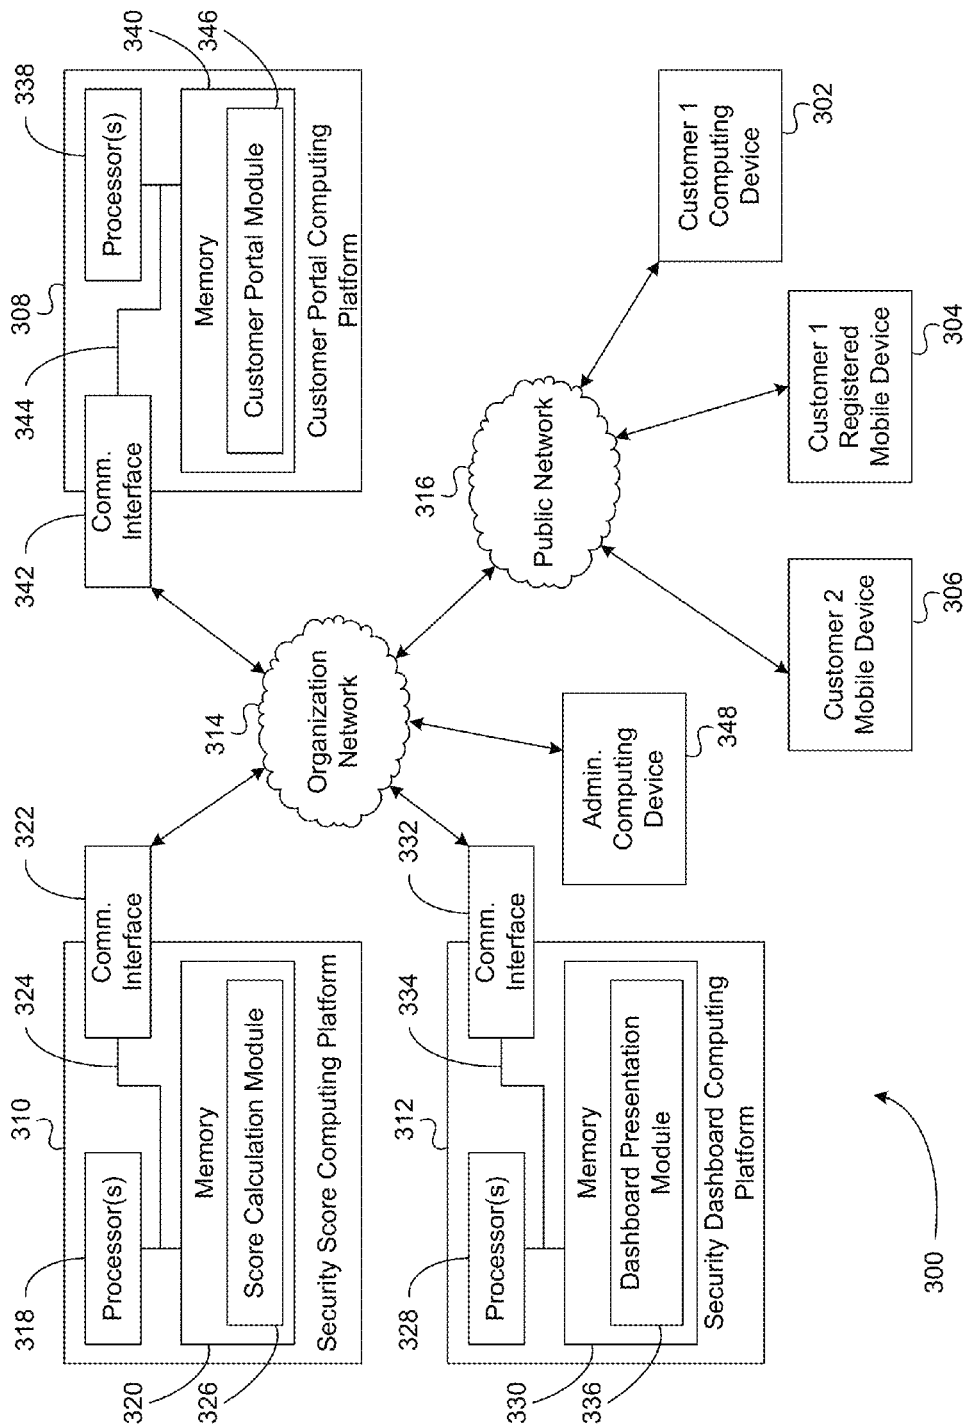 320
318
310
324
322
342
344
308
338
340
326
346
Processor(s)
Comm.
Interface
Memory
Score Calculation Module
Security Score Computing Platform
Comm.
Interface
Processor(s)
Memory
Customer Portal Module
Customer Portal Computing
Platform
314
Organization
Network
316
Public Network
330
328
312
334
332
336
Processor(s)
Comm.
Interface
Memory
Dashboard Presentation
Module
Security Dashboard Computing
Platform
Admin.
Computing
Device
348
Customer 1
Computing
Device
302
Customer 2
Mobile Device
306
Customer 1
Registered
Mobile Device
304
300